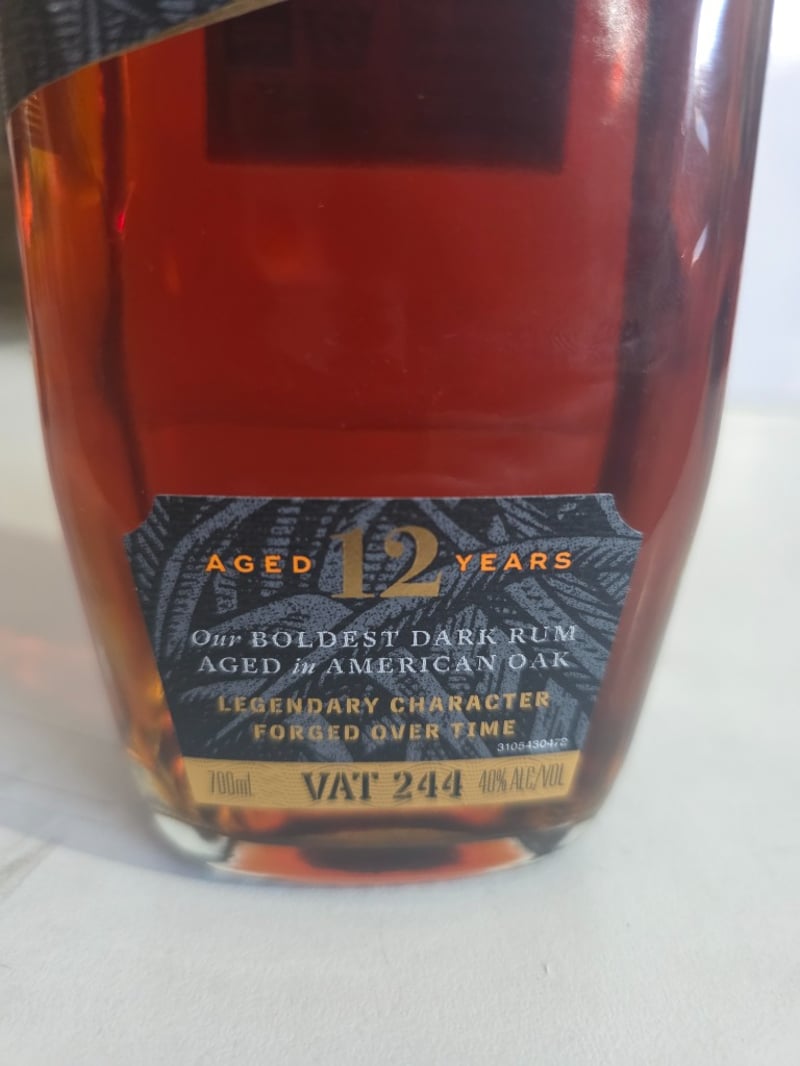 AGED 12 YEARS
Our BOLDEST DARK RUM
AGED in AMERICAN OAK
LEGENDARY CHARACTER
FORGED OVER TIME
3105430472
700ml VAT 244 40% ALC/VOL